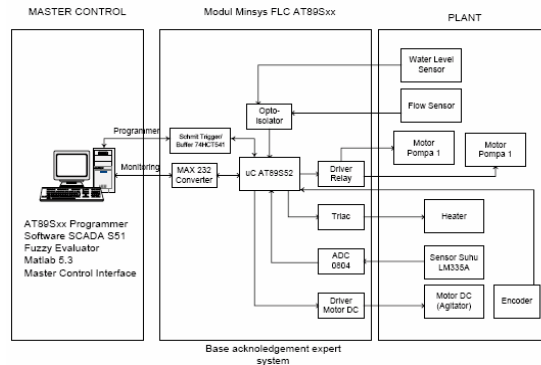 MASTER CONTROL
Modul Minsys FLC AT89Sxx
PLANT
Water Level
Sensor
Opto-
Isolator
Flow Sensor
Programmer
Schmit Trigger/
Buffer 74HCT541
Motor
Pompa 1
Motor
Pompa 1
Monitoring
MAX 232
Converter
uC AT89S52
Driver
Relay
Triac
Heater
AT89Sxx Programmer
Software SCADA S51
Fuzzy Evaluator
Matlab 5.3
Master Control Interface
ADC
0804
Sensor Suhu
LM335A
Driver
Motor DC
Motor DC
(Agitator)
Encoder
Base acknoledgement expert
system